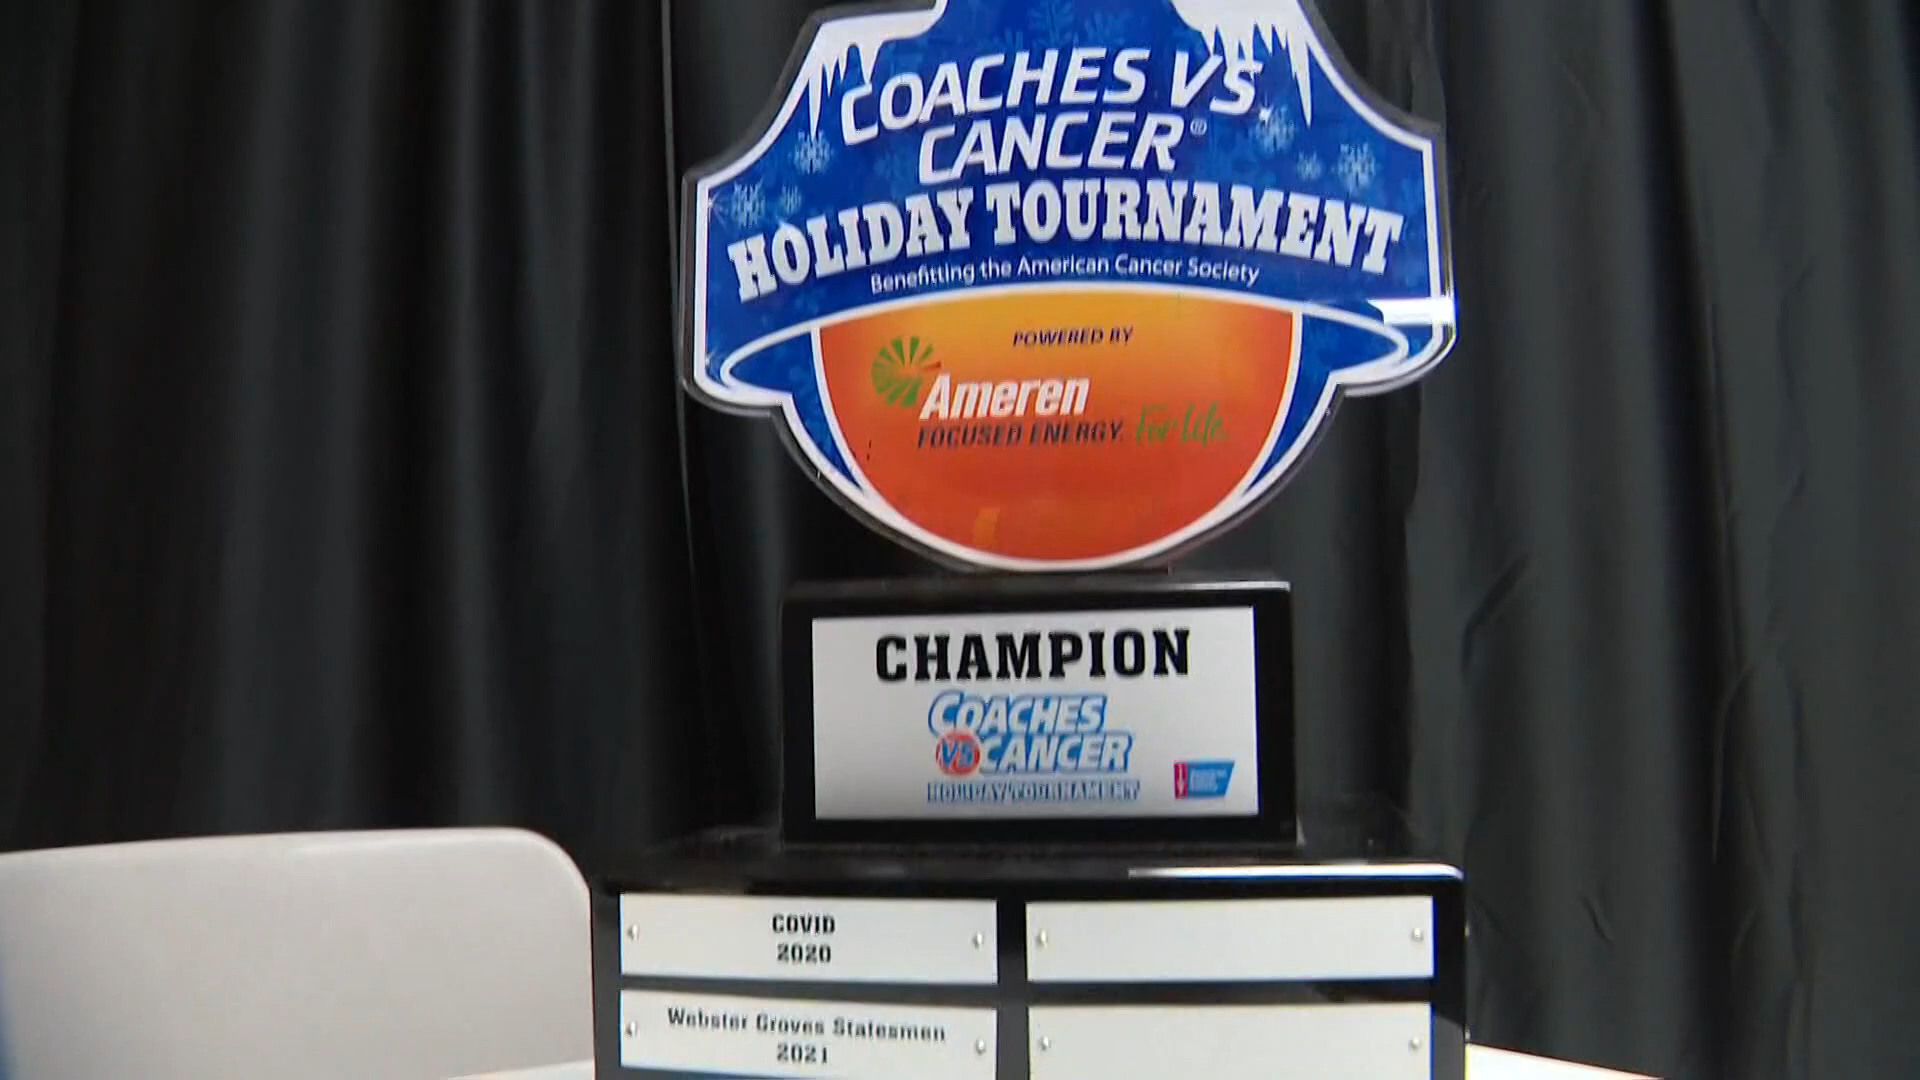 COACHES VS
CANCER®
HOLIDAY TOURNAMENT
Benefitting the American Cancer Society
POWERED BY
Ameren
FOCUSED ENERGY. For Life.
CHAMPION
COACHES
VS CANCER
HOLIDAY TOURNAMENT
COVID
2020
Webster Groves Statesmen
2021